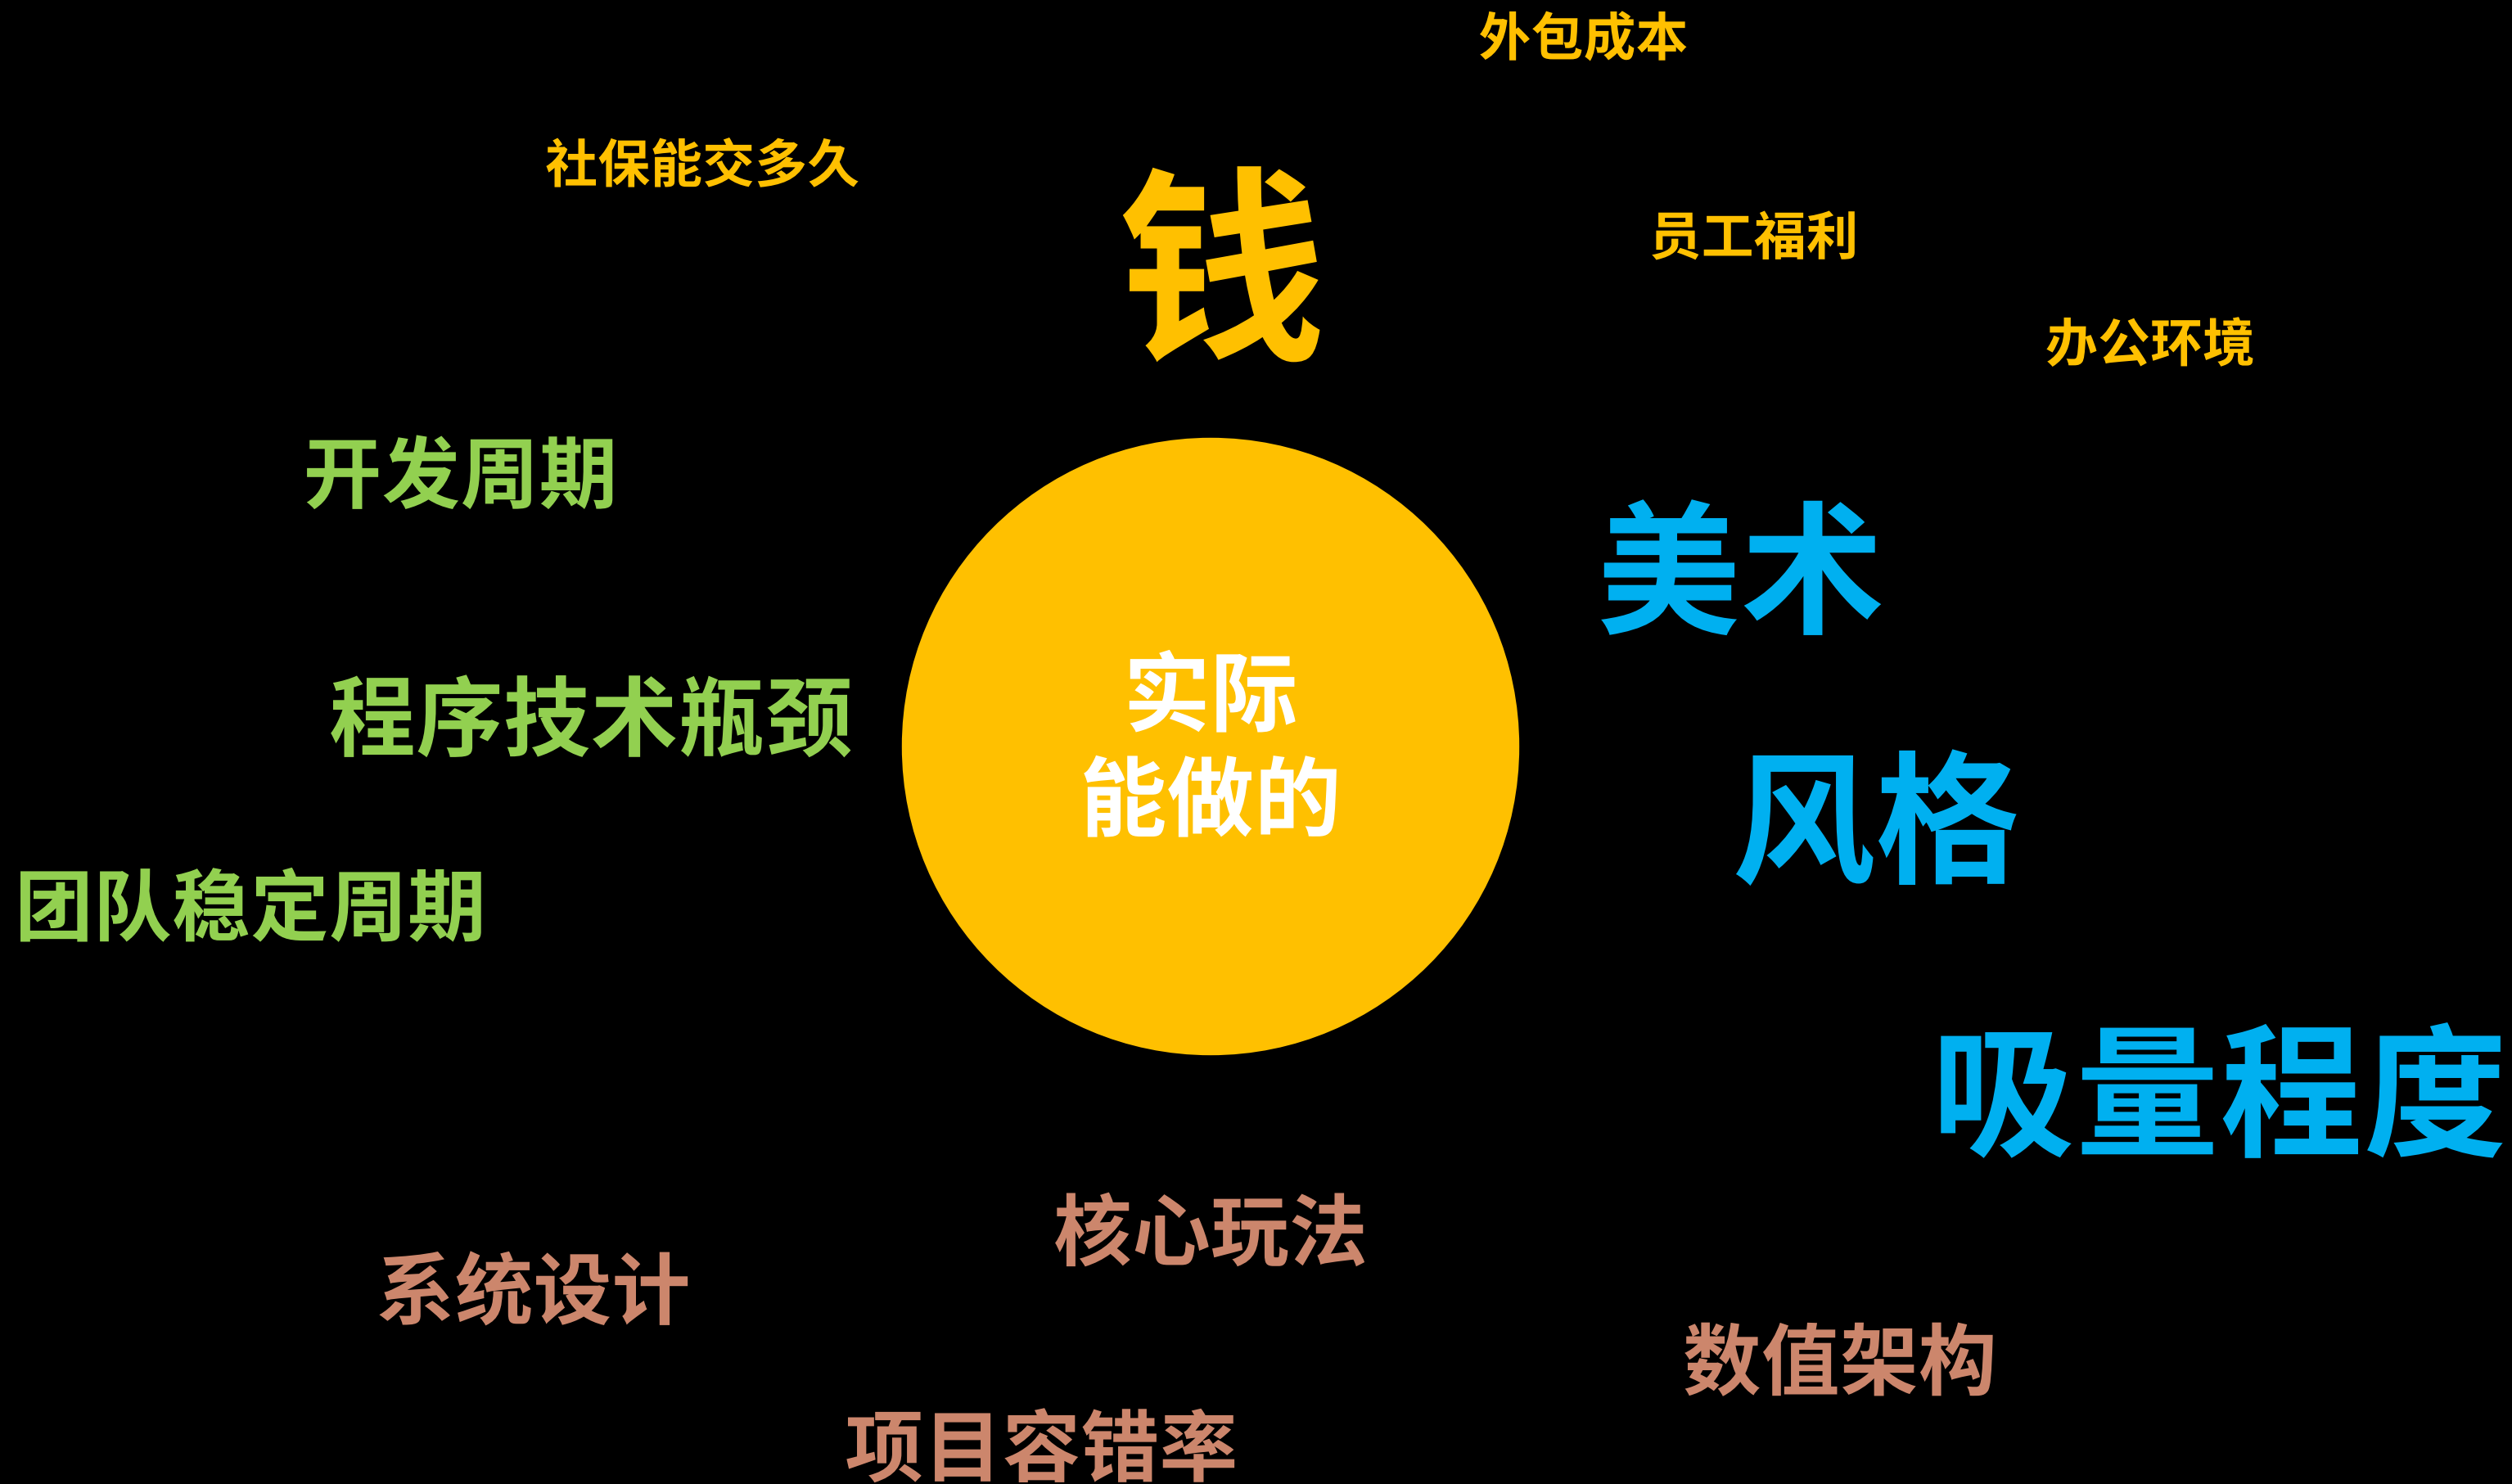 外包成本
社保能交多久
钱
员工福利
办公环境
开发周期
美术
程序技术瓶颈
实际
能做的
风格
团队稳定周期
吸量程度
核心玩法
系统设计
数值架构
项目容错率